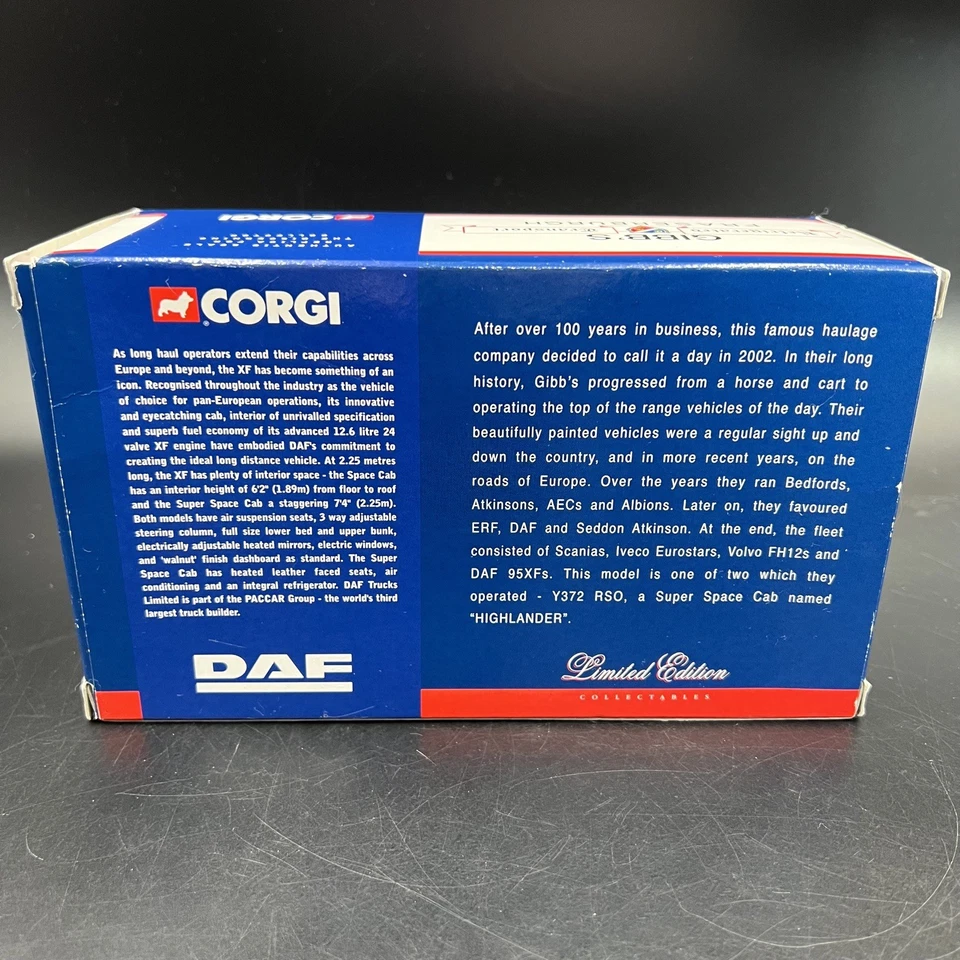 CORGI
GIBB'S
Refrigerated Transport
FRASERBURGH
CORGI
As long haul operators extend their capabilities across
Europe and beyond, the XF has become something of an
icon. Recognised throughout the industry as the vehicle
of choice for pan-European operations, its innovative
and eyecatching cab, interior of unrivalled specification
and superb fuel economy of its advanced 12.6 litre 24
valve XF engine have embodied DAF's commitment to
creating the ideal long distance vehicle. At 2.25 metres
long, the XF has plenty of interior space - the Space Cab
has an interior height of 6'2" (1.89m) from floor to roof
and the Super Space Cab a staggering 7'4" (2.25m).
Both models have air suspension seats, 3 way adjustable
steering column, full size lower bed and upper bunk,
electrically adjustable heated mirrors, electric windows,
and 'walnut' finish dashboard as standard. The Super
Space Cab has heated leather faced seats, air
conditioning and an integral refrigerator. DAF Trucks
Limited is part of the PACCAR Group - the world's third
largest truck builder.
DAF
After over 100 years in business, this famous haulage
company decided to call it a day in 2002. In their long
history, Gibb's progressed from a horse and cart to
operating the top of the range vehicles of the day. Their
beautifully painted vehicles were a regular sight up and
down the country, and in more recent years, on the
roads of Europe. Over the years they ran Bedfords,
Atkinsons, AECs and Albions. Later on, they favoured
ERF, DAF and Seddon Atkinson. At the end, the fleet
consisted of Scanias, Iveco Eurostars, Volvo FH12s and
DAF 95XFs. This model is one of two which they
operated - Y372 RSO, a Super Space Cab named
"HIGHLANDER".
Limited Edition
COLLECTABLES